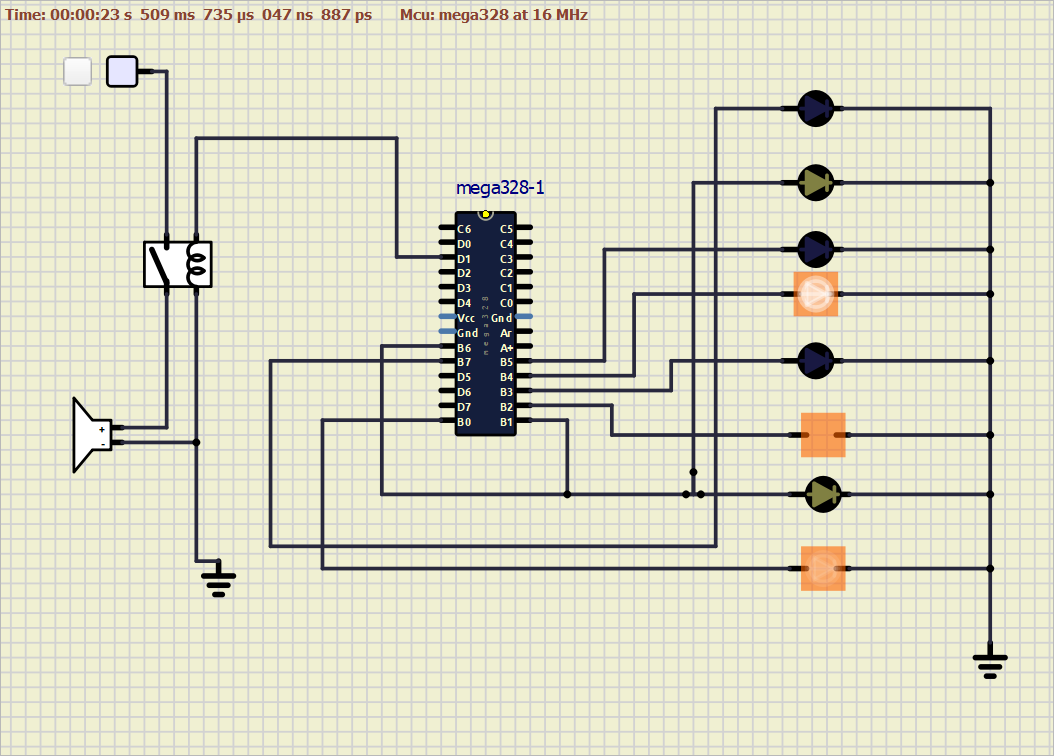 Time: 00:00:23 s 509 ms 735 µs 047 ns 887 ps Mcu: mega328 at 16 MHz
mega328-1
C6 C5
D0 C4
D1 C3
D2 C2
D3 C1
D4 C0
Vcc Gnd
Gnd Ar
B6 A+
B7 B5
D5 B4
D6 B3
D7 B2
B0 B1
mega328
+
-